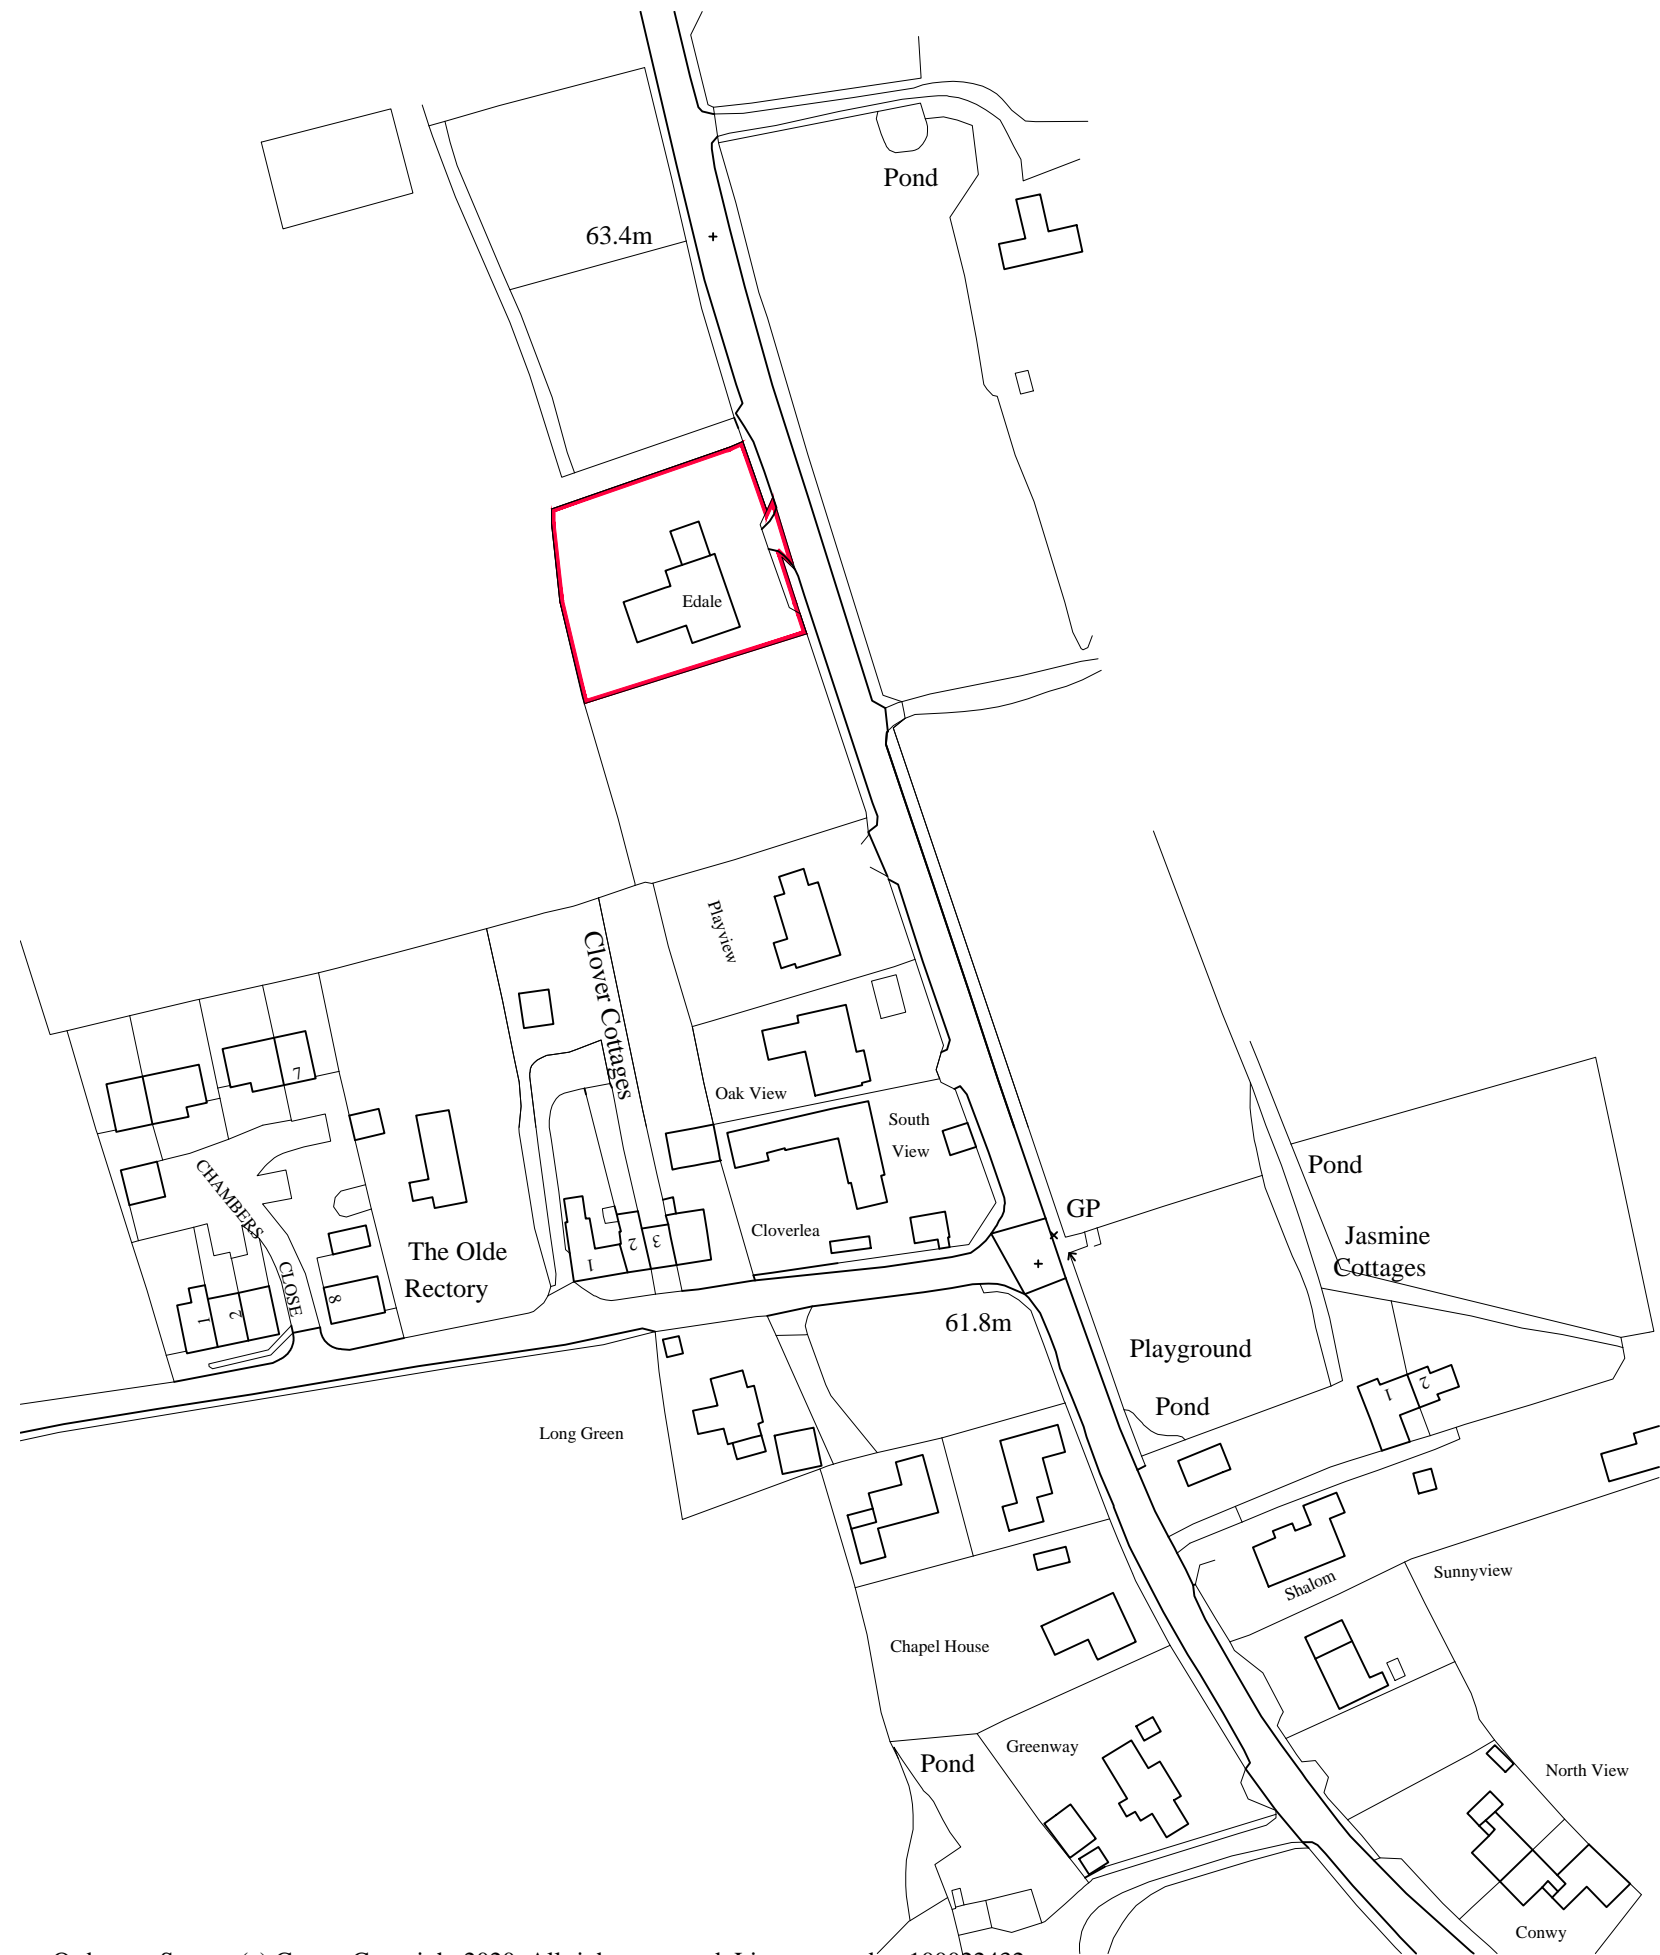 Pond
63.4m
Edale
Playview
Clover Cottages
7
Oak View
South
View
Pond
CHAMBERS
GP
Cloverlea
Jasmine
Cottages
The Olde
Rectory
1
2
3
CLOSE
8
1
2
61.8m
Playground
Pond
1
2
Long Green
Shalom
Sunnyview
Chapel House
Greenway
Pond
North View
Conwy